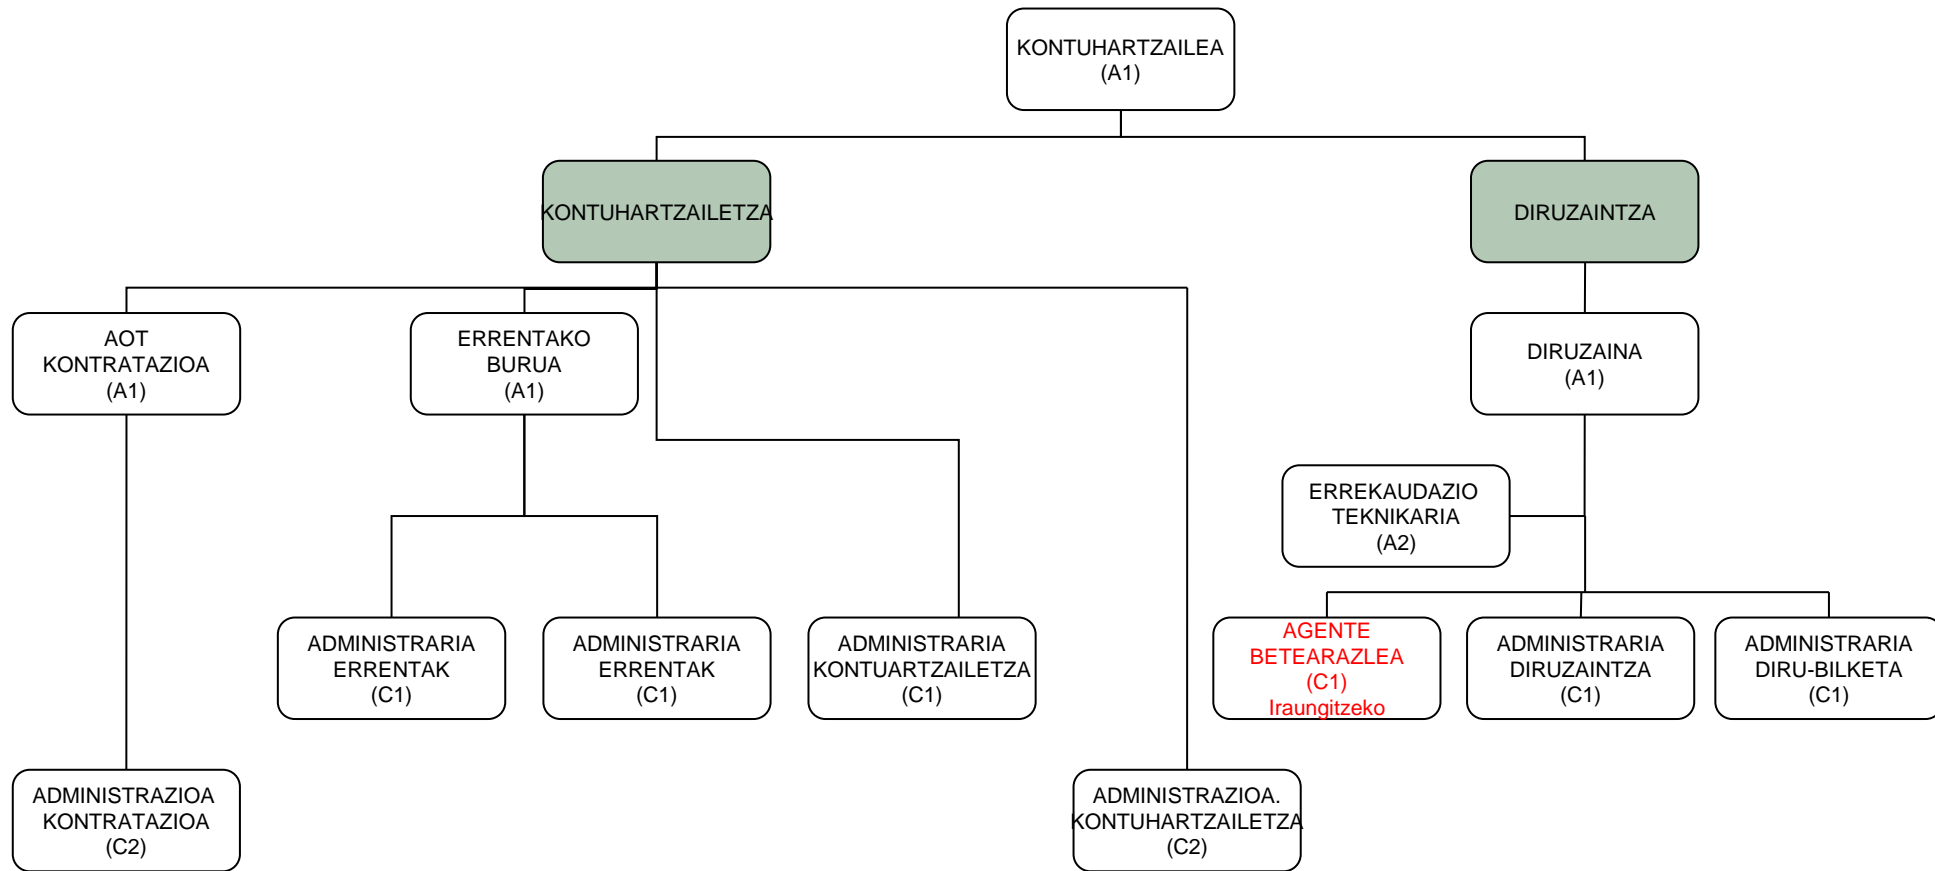 KONTUHARTZAILEA
(A1)
KONTUHARTZAILETZA
DIRUZAINTZA
AOT
KONTRATAZIOA
(A1)
ERRENTAKO
BURUA
(A1)
DIRUZAINA
(A1)
ERREKAUDAZIO
TEKNIKARIA
(A2)
ADMINISTRARIA
ERRENTAK
(C1)
ADMINISTRARIA
ERRENTAK
(C1)
ADMINISTRARIA
KONTUARTZAILETZA
(C1)
AGENTE
BETEARAZLEA
(C1)
Iraungitzeko
ADMINISTRARIA
DIRUZAINTZA
(C1)
ADMINISTRARIA
DIRU-BILKETA
(C1)
ADMINISTRAZIOA
KONTRATAZIOA
(C2)
ADMINISTRAZIOA.
KONTUHARTZAILETZA
(C2)